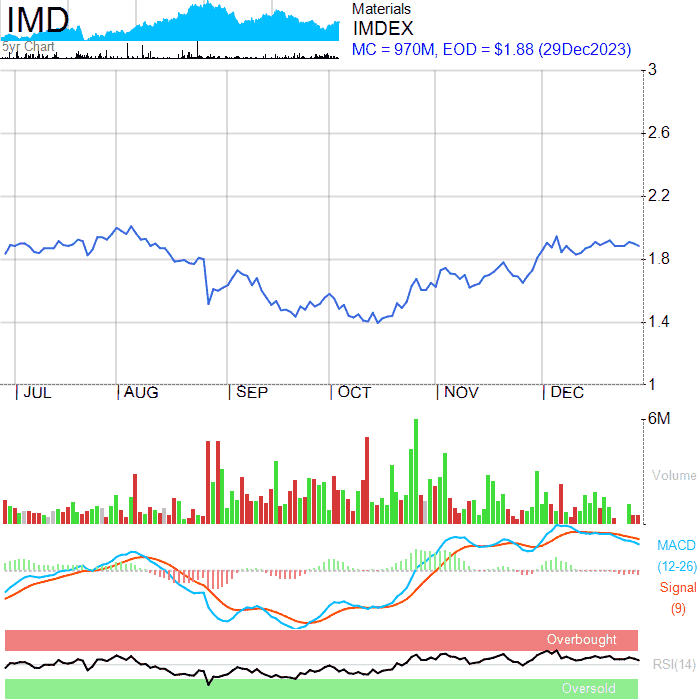 IMD
5yr Chart
Materials
IMDEX
MC = 970M, EOD = $1.88 (29Dec2023)
3
2.6
2.2
1.8
1.4
1
JUL AUG SEP OCT NOV DEC
6M
Volume
MACD
(12-26)
Signal
(9)
Overbought
RSI(14)
Oversold